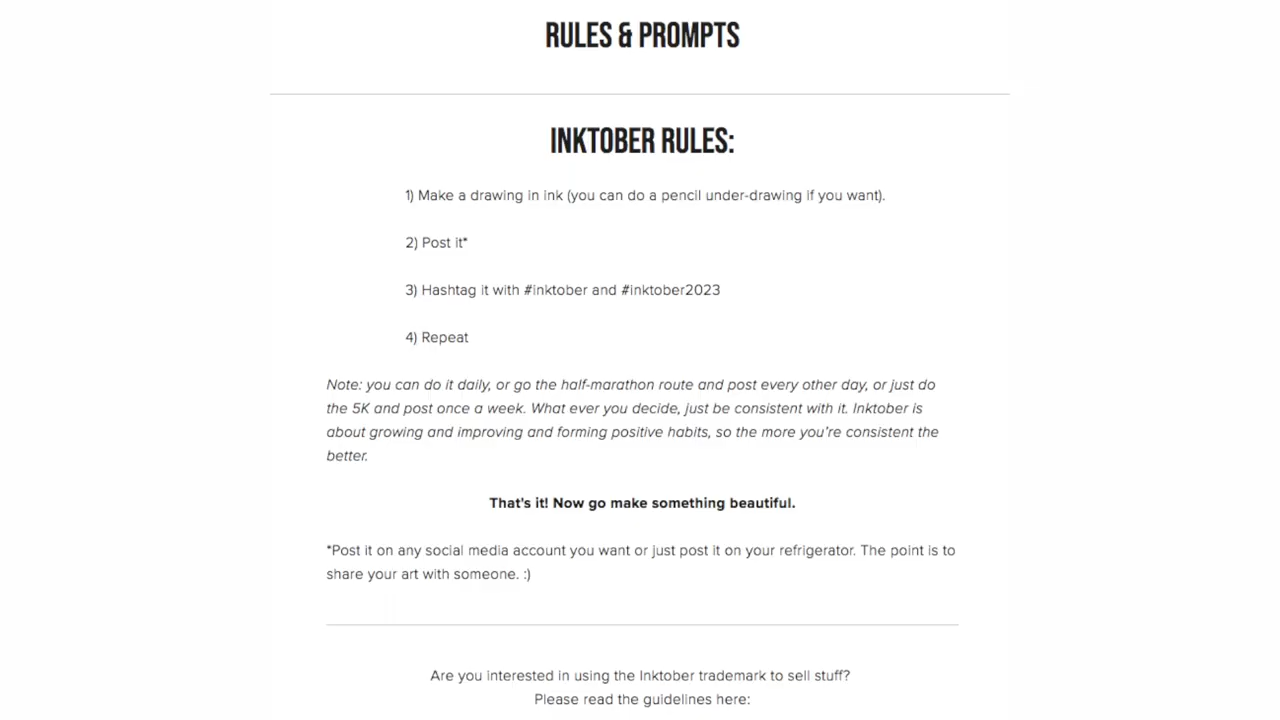 RULES & PROMPTS
INKTOBER RULES:
1) Make a drawing in ink (you can do a pencil under-drawing if you want).
2) Post it*
3) Hashtag it with #inktober and #inktober2023
4) Repeat
Note: you can do it daily, or go the half-marathon route and post every other day, or just do
the 5K and post once a week. What ever you decide, just be consistent with it. Inktober is
about growing and improving and forming positive habits, so the more you're consistent the
better.
That's it! Now go make something beautiful.
*Post it on any social media account you want or just post it on your refrigerator. The point is to
share your art with someone. :)
Are you interested in using the Inktober trademark to sell stuff?
Please read the guidelines here: